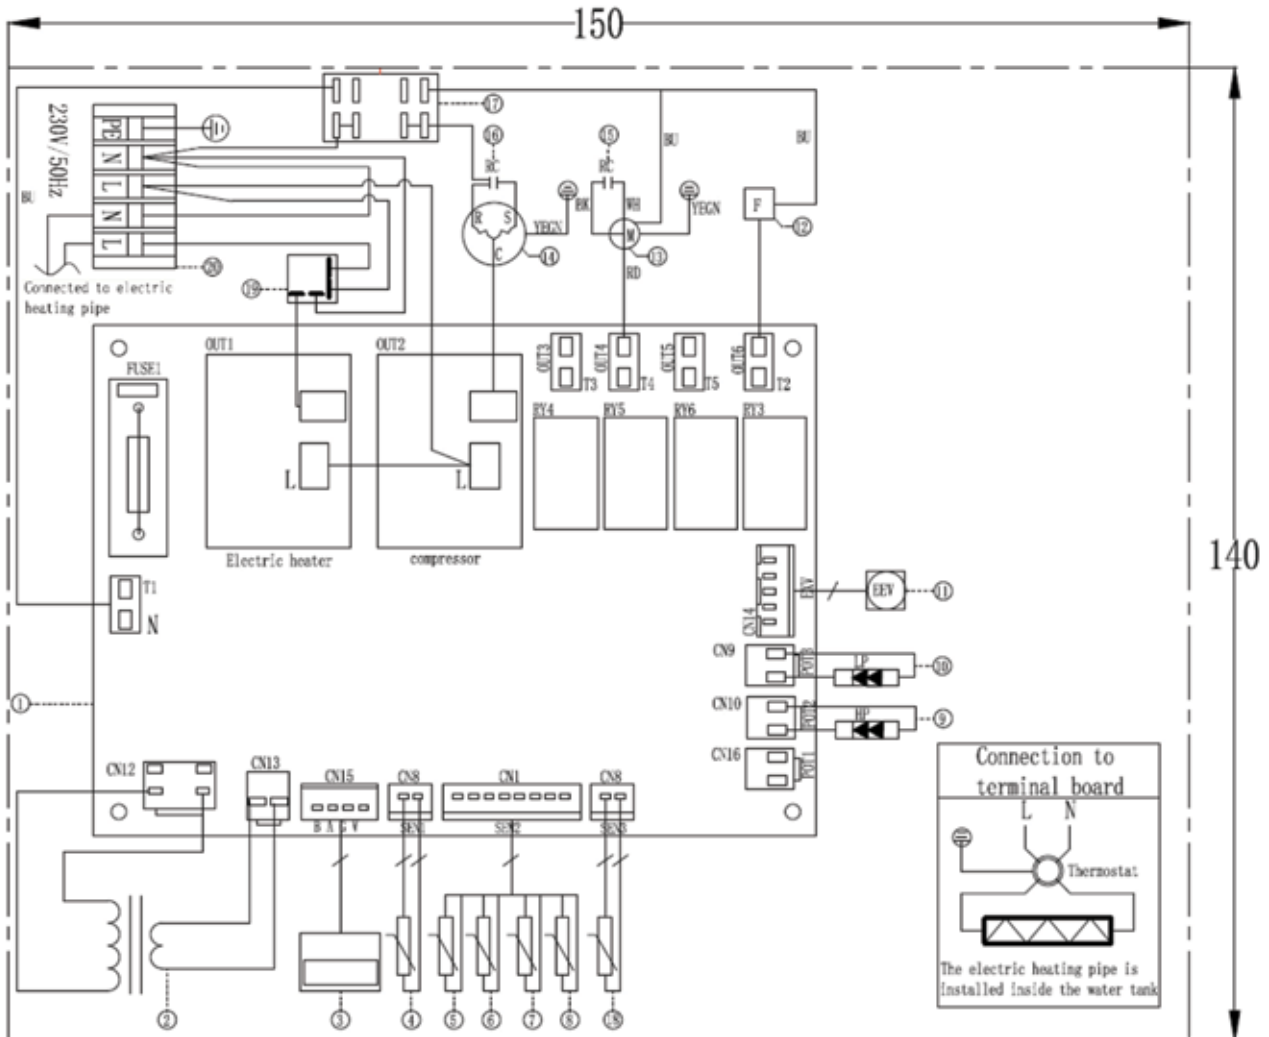 150
140
230V/50Hz
PE
N
L
N
L
BU
⑳
Connected to electric
heating pipe
⑰
⑯
RC
R
S
C
YEGN
⑭
⑮
RC
BK
WH
M
RD
⑬
BU
YEGN
BU
F
⑫
⑲
FUSE1
OUT1
L
Electric heater
OUT2
L
compressor
OUT3
T3
OUT4
T4
OUT5
T5
OUT6
T2
RY4
RY5
RY6
RY3
T1
N
CN14
EXV
EEV
⑪
CN9
POT3
LP
⑩
CN10
POT2
HP
⑨
CN16
POT1
①
CN12
CN13
CN15
B A G V
CN8
SEN1
CN1
SEN2
CN8
SEN3
②
③
④
⑤
⑥
⑦
⑧
⑱
Connection to
terminal board
L N
Thermostat
The electric heating pipe is
installed inside the water tank